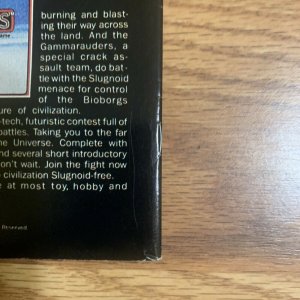 burning and blast-
ing their way across
the land. And the
Gammarauders, a
special crack as-
sault team, do bat-
tle with the Slugnoid
menace for control
of the Bioborgs
ure of civilization.
-tech, futuristic contest full of
battles. Taking you to the far
he Universe. Complete with
nd several short introductory
on't wait. Join the fight now
civilization Slugnoid-free.
e at most toy, hobby and
Reserved.